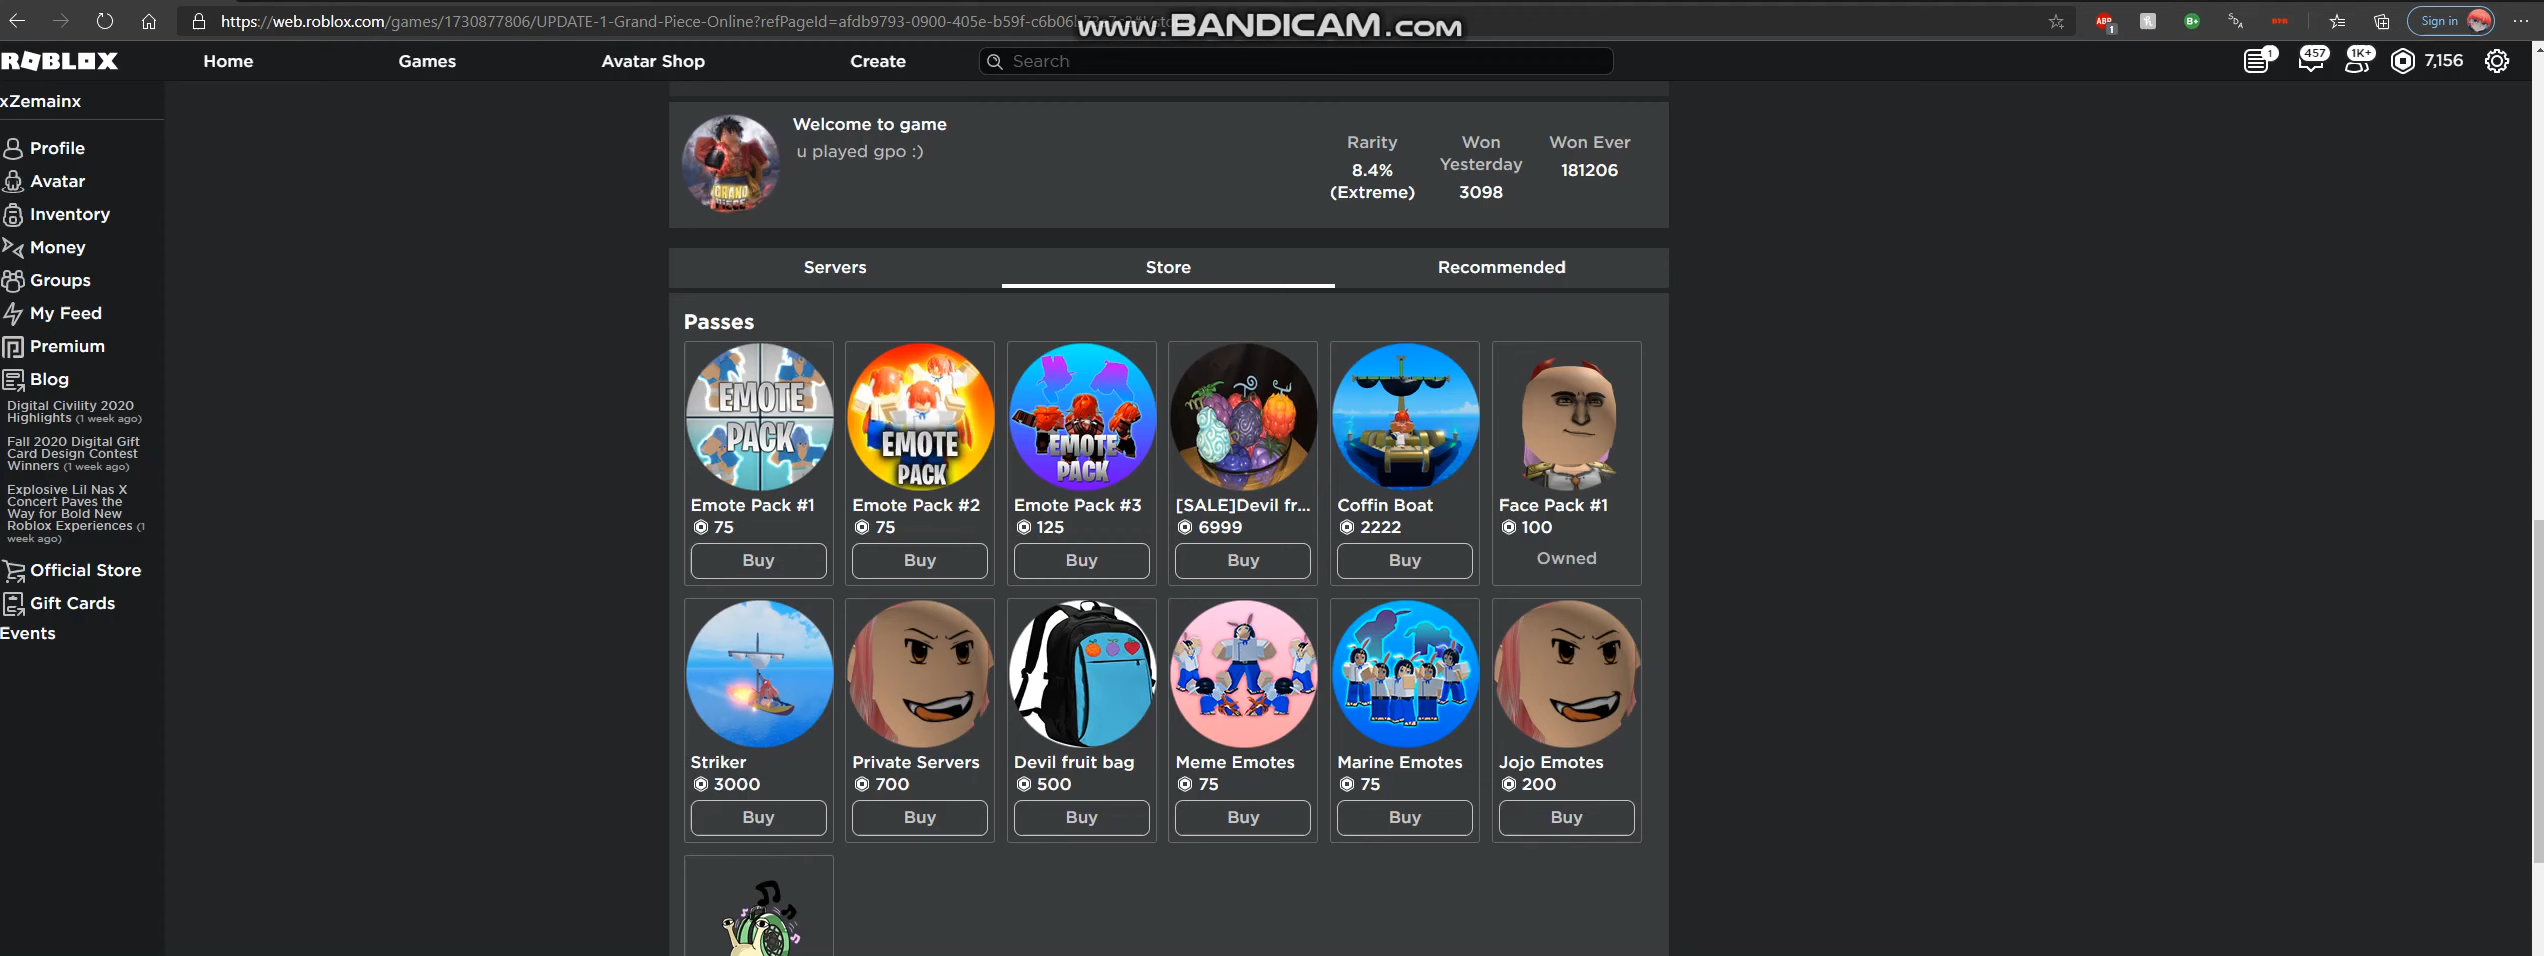 https://web.roblox.com/games/1730877806/UPDATE-1-Grand-Piece-Online?refPageId=afdb9793-0900-405e-b59f-c6b06b
www.BANDICAM.com
ABP
1
Sign in
ROBLOX
Home
Games
Avatar Shop
Create
Search
1
457
1K+
7,156
xZemainx
Profile
Avatar
Inventory
Money
Groups
My Feed
Premium
Blog
Digital Civility 2020
Highlights (1 week ago)
Fall 2020 Digital Gift
Card Design Contest
Winners (1 week ago)
Explosive Lil Nas X
Concert Paves the
Way for Bold New
Roblox Experiences (1
week ago)
Official Store
Gift Cards
Events
GRAND
PIECE
Welcome to game
u played gpo :)
Rarity
8.4%
(Extreme)
Won
Yesterday
3098
Won Ever
181206
Servers
Store
Recommended
Passes
EMOTE
PACK
Emote Pack #1
75
Buy
EMOTE
PACK
Emote Pack #2
75
Buy
EMOTE
PACK
Emote Pack #3
125
Buy
[SALE]Devil fr...
6999
Buy
Coffin Boat
2222
Buy
Face Pack #1
100
Owned
Striker
3000
Buy
Private Servers
700
Buy
Devil fruit bag
500
Buy
Meme Emotes
75
Buy
Marine Emotes
75
Buy
Jojo Emotes
200
Buy